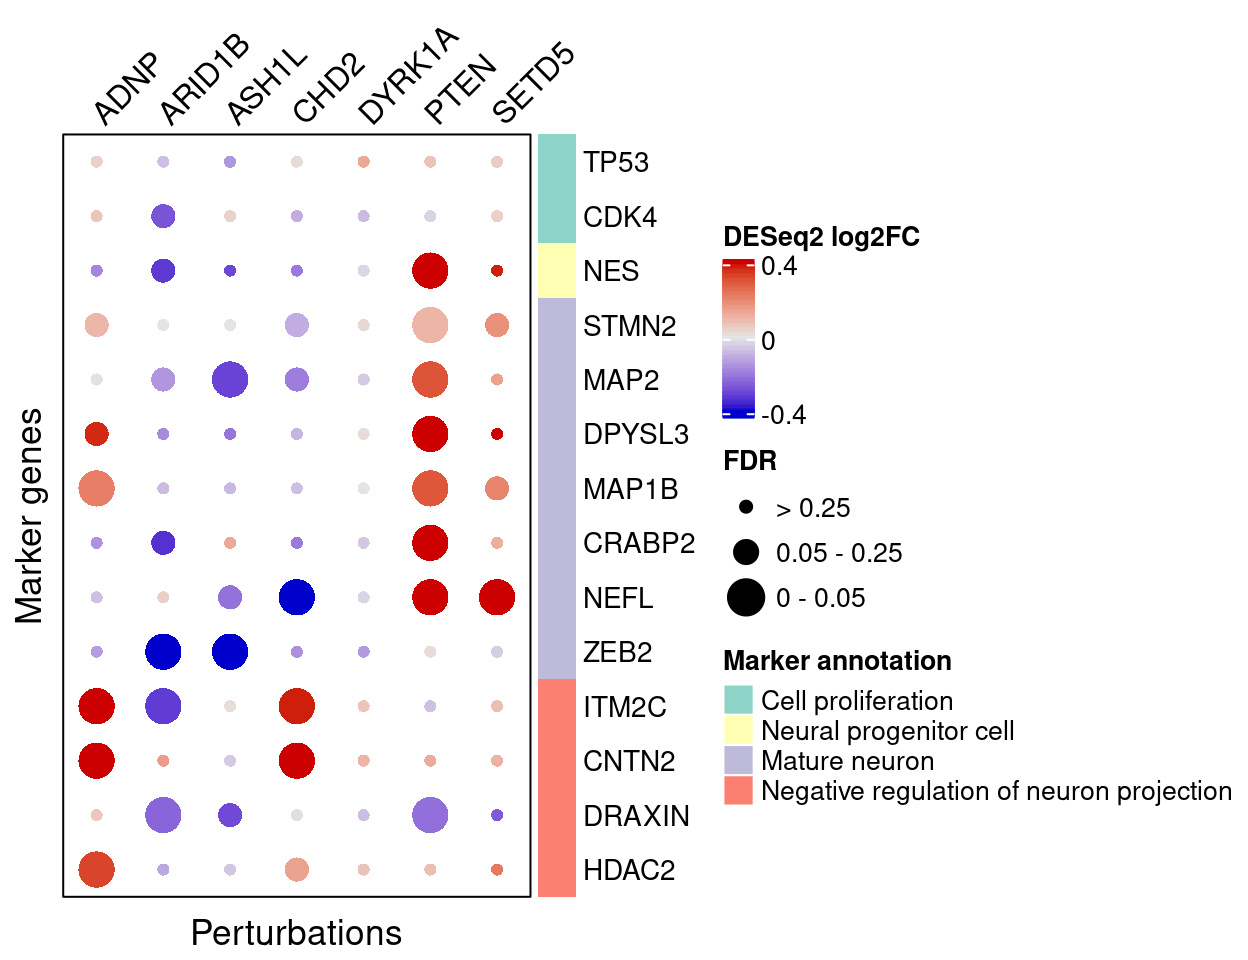 ADNP ARID1B ASH1L CHD2 DYRK1A PTEN SETD5
TP53
CDK4
NES
STMN2
MAP2
DPYSL3
MAP1B
CRABP2
NEFL
ZEB2
ITM2C
CNTN2
DRAXIN
HDAC2
Marker genes
Perturbations
DESeq2 log2FC
0.4
0
-0.4
FDR
> 0.25
0.05 - 0.25
0 - 0.05
Marker annotation
Cell proliferation
Neural progenitor cell
Mature neuron
Negative regulation of neuron projection